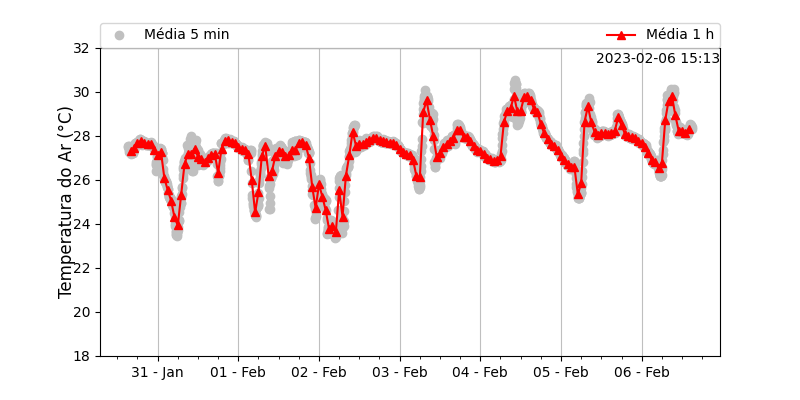 Média 5 min
Média 1 h
2023-02-06 15:13
Temperatura do Ar (°C)
32
30
28
26
24
22
20
18
31 - Jan
01 - Feb
02 - Feb
03 - Feb
04 - Feb
05 - Feb
06 - Feb